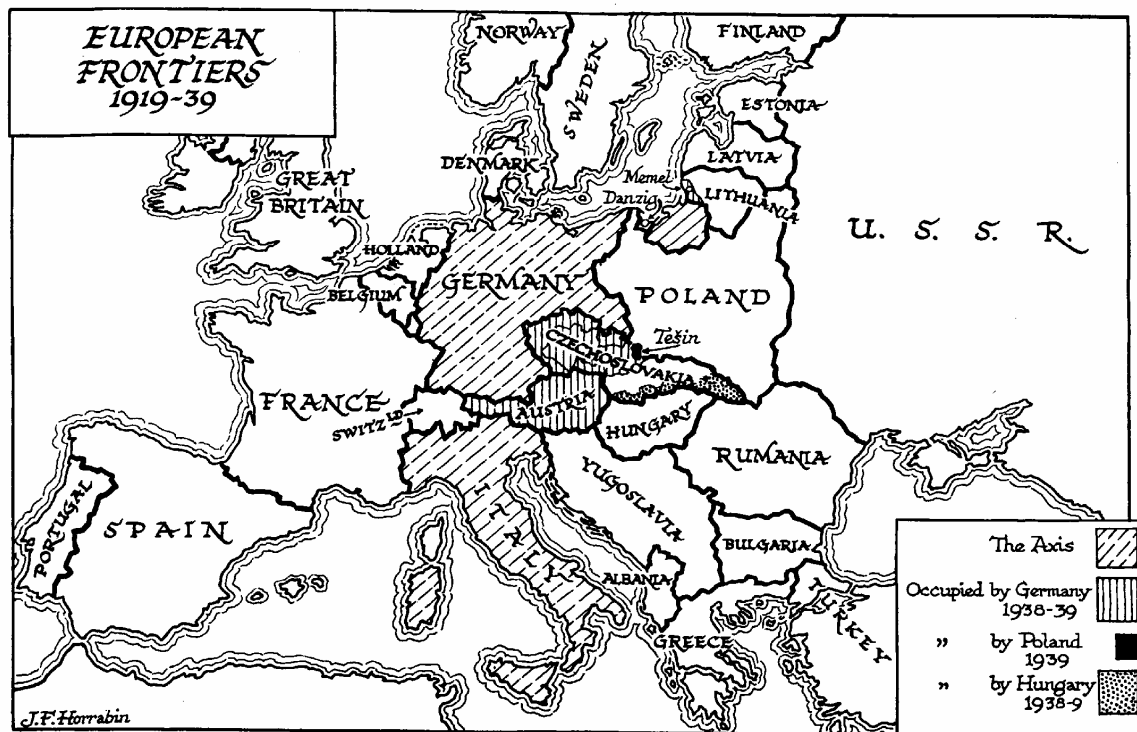 EUROPEAN
FRONTIERS
1919-39
NORWAY
SWEDEN
FINLAND
ESTONIA
LATVIA
LITHUANIA
DENMARK
Memel
Danzig
GREAT
BRITAIN
HOLLAND
BELGIUM
GERMANY
POLAND
U. S. S. R.
Tešin
CZECHOSLOVAKIA
FRANCE
SWITZLD
AUSTRIA
HUNGARY
RUMANIA
YUGOSLAVIA
ITALY
PORTUGAL
SPAIN
BULGARIA
ALBANIA
GREECE
TURKEY
The Axis
Occupied by Germany
1938-39
" by Poland
1939
" by Hungary
1938-9
J.F. Horrabin